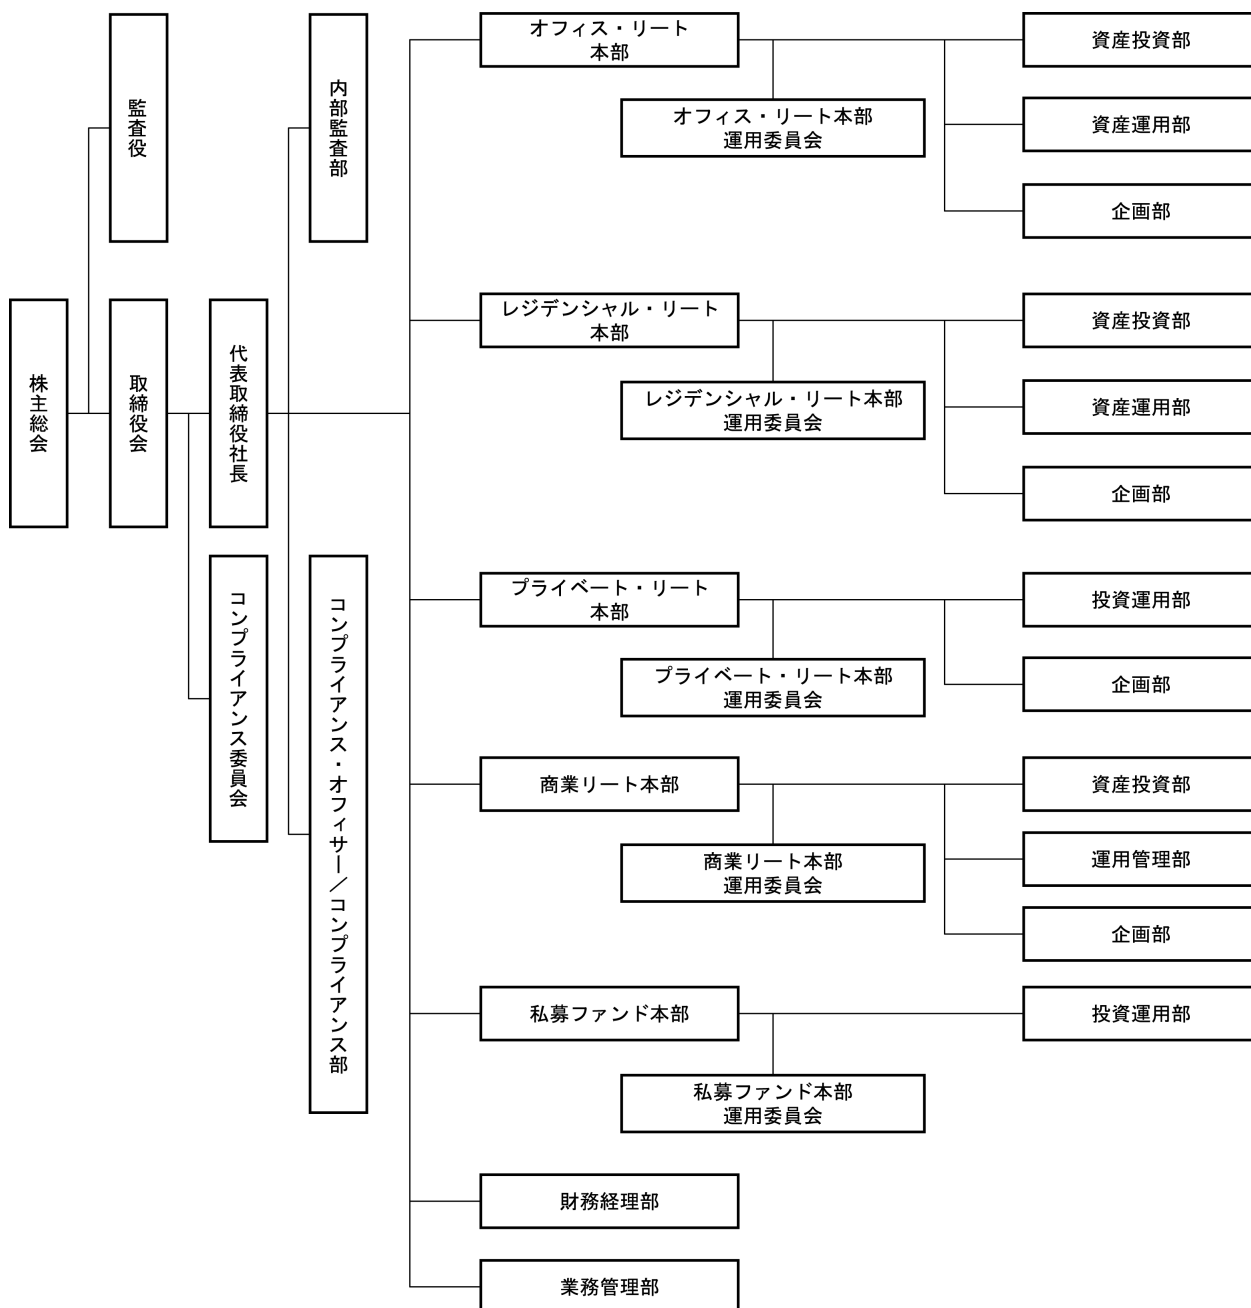 株主総会
監査役
取締役会
代表取締役社長
コンプライアンス委員会
内部監査部
コンプライアンス・オフィサー／コンプライアンス部
オフィス・リート
本部
オフィス・リート本部
運用委員会
資産投資部
資産運用部
企画部
レジデンシャル・リート
本部
レジデンシャル・リート本部
運用委員会
資産投資部
資産運用部
企画部
プライベート・リート
本部
プライベート・リート本部
運用委員会
投資運用部
企画部
商業リート本部
商業リート本部
運用委員会
資産投資部
運用管理部
企画部
私募ファンド本部
私募ファンド本部
運用委員会
投資運用部
財務経理部
業務管理部